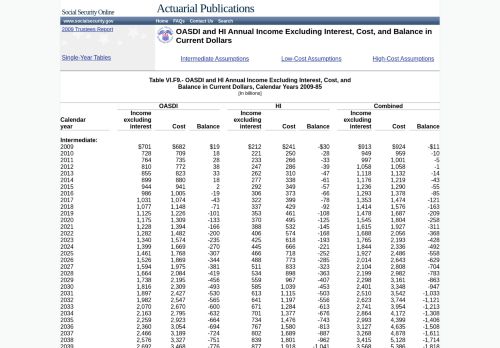 Social Security Online
Actuarial Publications
www.socialsecurity.gov Home FAQs Contact Us Search
2009 Trustees Report
OASDI and HI Annual Income Excluding Interest, Cost, and Balance in
Current Dollars
Single-Year Tables Intermediate Assumptions Low-Cost Assumptions High-Cost Assumptions
Table VI.F9.- OASDI and HI Annual Income Excluding Interest, Cost, and
Balance in Current Dollars, Calendar Years 2009-85
[In billions]
OASDI HI Combined
Income Income Income
Calendar excluding excluding excluding
year interest Cost Balance interest Cost Balance interest Cost Balance
Intermediate:
2009 $701 $682 $19 $212 $241 -$30 $913 $924 -$11
2010 728 709 18 221 250 -28 949 959 -10
2011 764 735 28 233 266 -33 997 1,001 -5
2012 810 772 38 247 286 -39 1,058 1,058 -1
2013 855 823 33 262 310 -47 1,118 1,132 -14
2014 899 880 18 277 338 -61 1,176 1,219 -43
2015 944 941 2 292 349 -57 1,236 1,290 -55
2016 986 1,005 -19 306 373 -66 1,293 1,378 -85
2017 1,031 1,074 -43 322 399 -78 1,353 1,474 -121
2018 1,077 1,148 -71 337 429 -92 1,414 1,576 -163
2019 1,125 1,226 -101 353 461 -108 1,478 1,687 -209
2020 1,175 1,309 -133 370 495 -125 1,545 1,804 -258
2021 1,228 1,394 -166 388 532 -145 1,615 1,927 -311
2022 1,282 1,482 -200 406 574 -168 1,688 2,056 -368
2023 1,340 1,574 -235 425 618 -193 1,765 2,193 -428
2024 1,399 1,669 -270 445 666 -221 1,844 2,336 -492
2025 1,461 1,768 -307 466 718 -252 1,927 2,486 -558
2026 1,526 1,869 -344 488 773 -285 2,014 2,643 -629
2027 1,594 1,975 -381 511 833 -323 2,104 2,808 -704
2028 1,664 2,084 -419 534 898 -363 2,199 2,982 -783
2029 1,738 2,195 -456 559 967 -407 2,298 3,161 -863
2030 1,816 2,309 -493 585 1,039 -453 2,401 3,348 -947
2031 1,897 2,427 -530 613 1,115 -503 2,510 3,542 -1,033
2032 1,982 2,547 -565 641 1,197 -556 2,623 3,744 -1,121
2033 2,070 2,670 -600 671 1,284 -613 2,741 3,954 -1,213
2034 2,163 2,795 -632 701 1,377 -676 2,864 4,172 -1,308
2035 2,259 2,923 -664 734 1,476 -743 2,993 4,399 -1,406
2036 2,360 3,054 -694 767 1,580 -813 3,127 4,635 -1,508
2037 2,466 3,189 -724 802 1,689 -887 3,268 4,878 -1,611
2038 2,576 3,327 -751 839 1,801 -962 3,415 5,128 -1,714
2039 2,692 3,468 -776 877 1,918 -1,041 3,568 5,386 -1,818